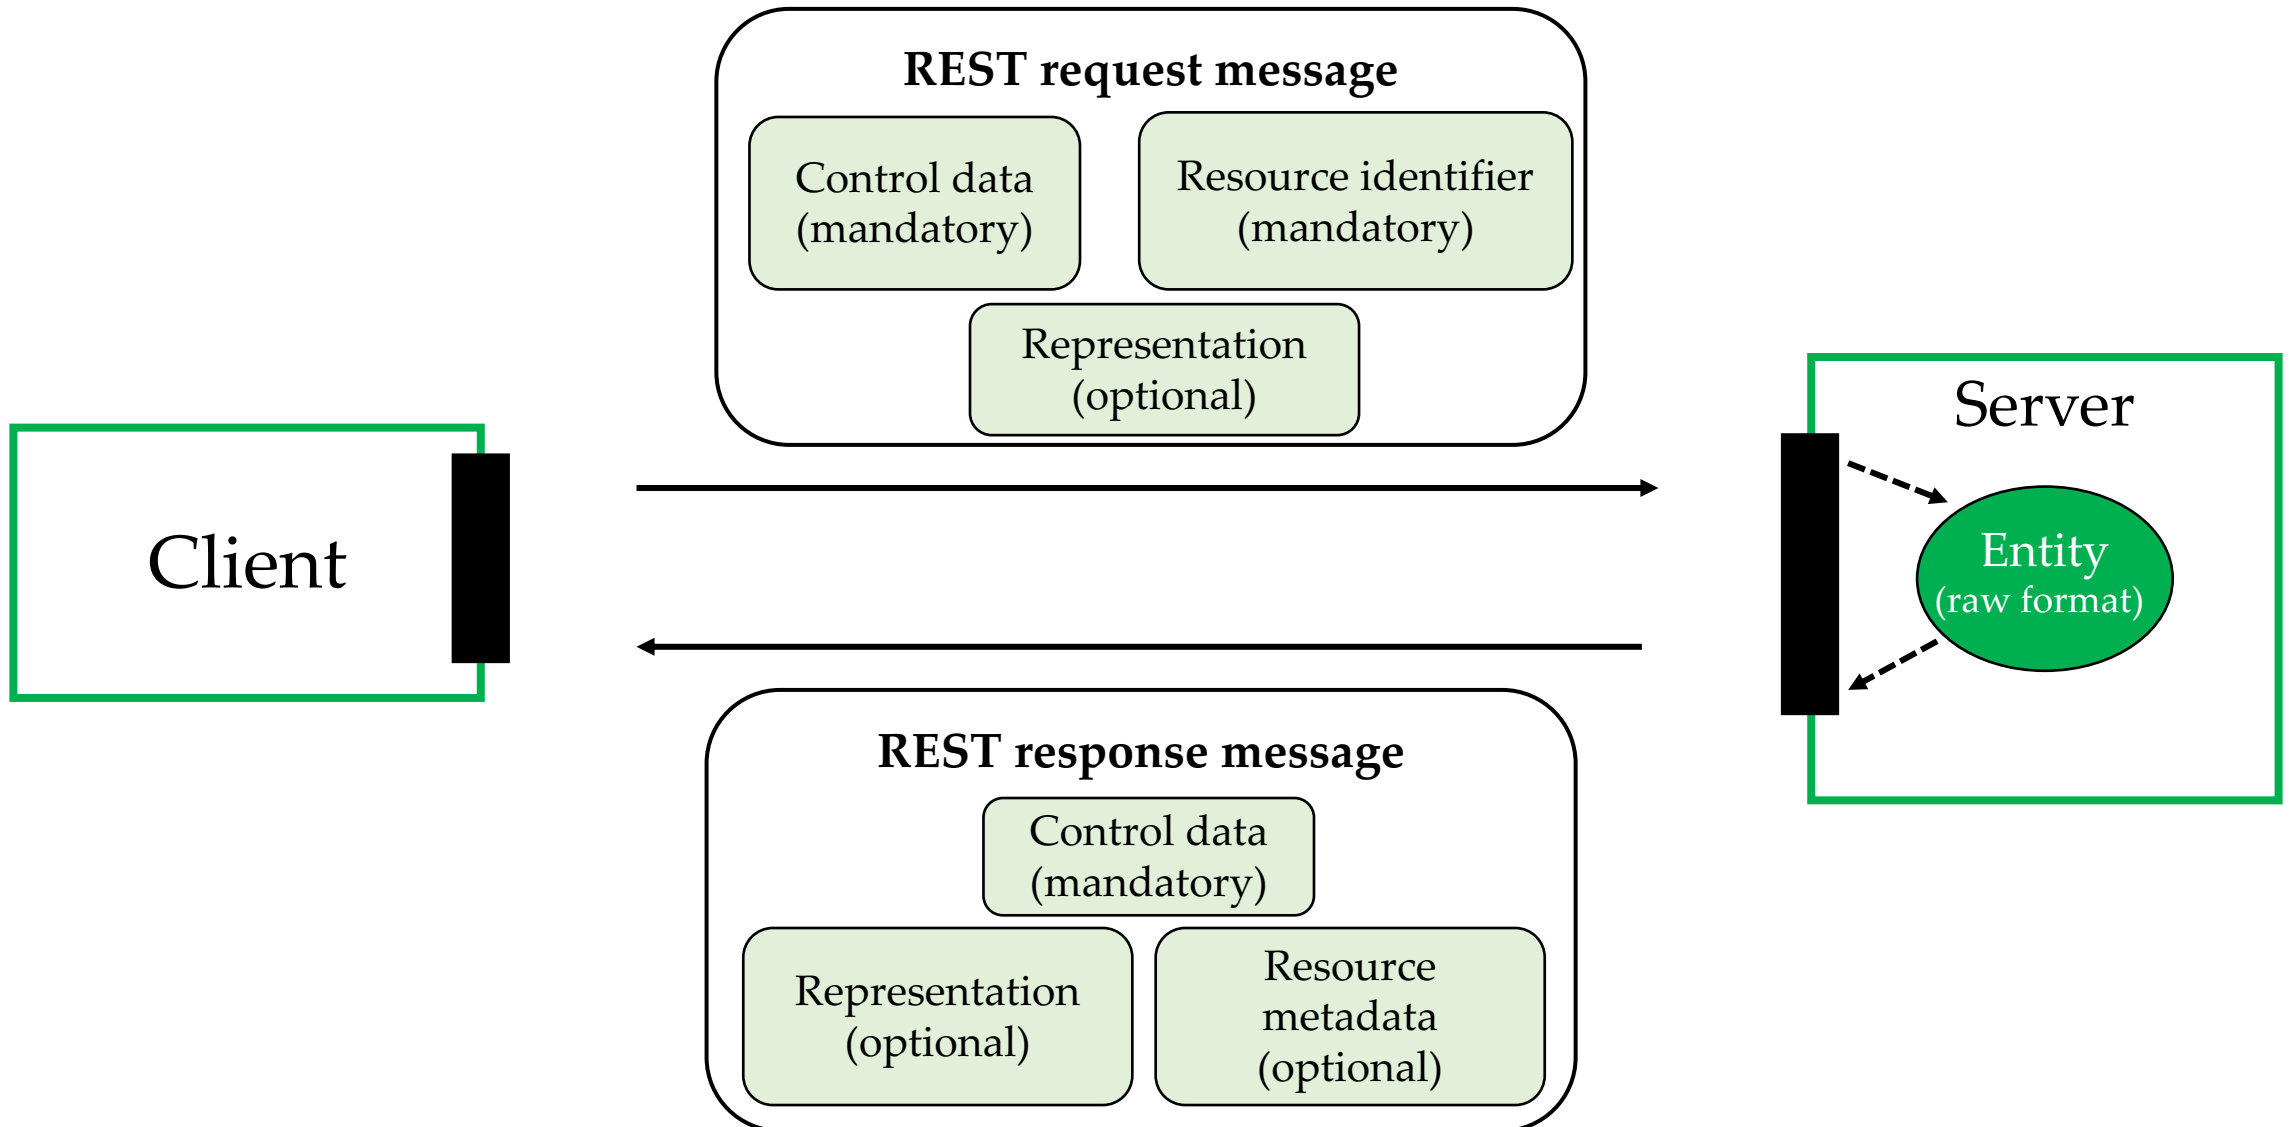 REST request message
Control data
(mandatory)
Resource identifier
(mandatory)
Representation
(optional)
Client
Server
Entity
(raw format)
REST response message
Control data
(mandatory)
Representation
(optional)
Resource
metadata
(optional)